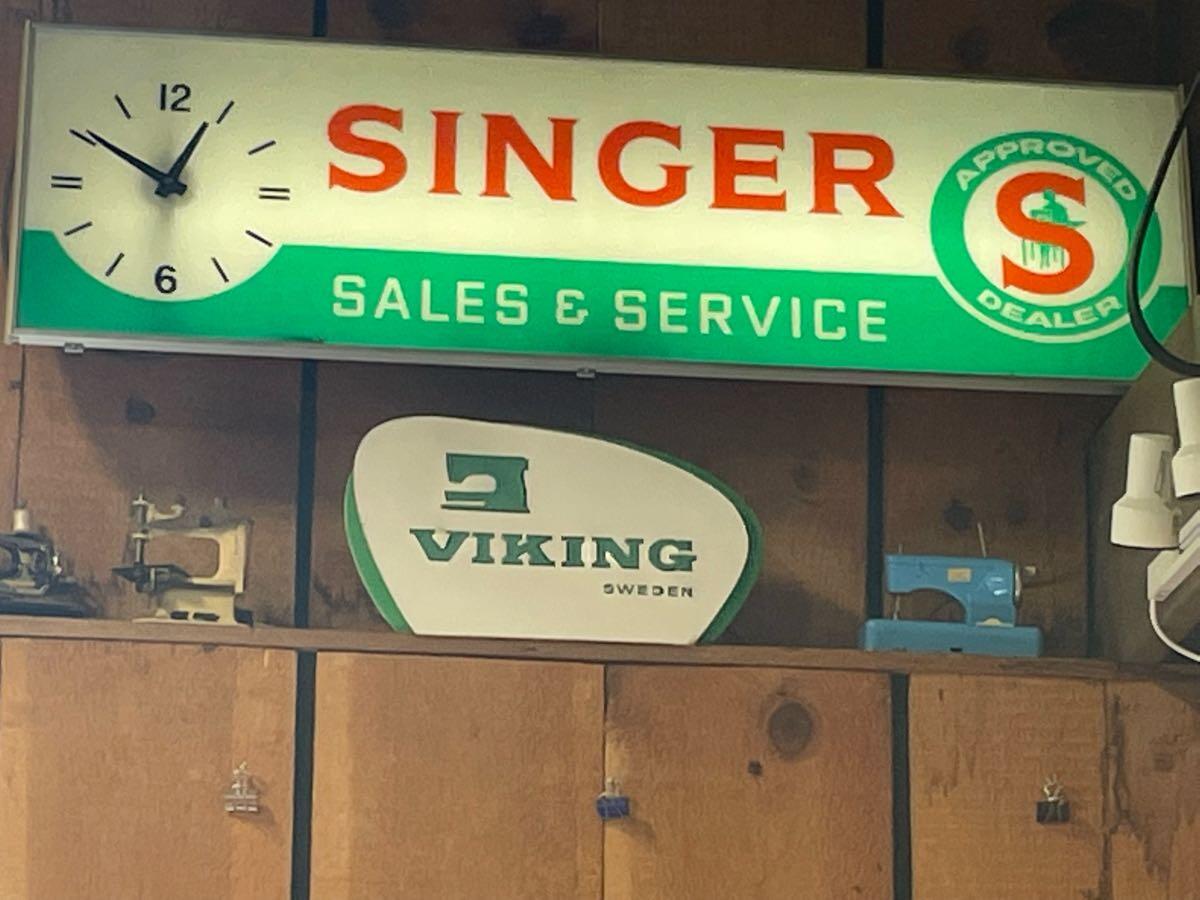 12
6
SINGER
SALES & SERVICE
APPROVED
S
DEALER
VIKING
SWEDEN